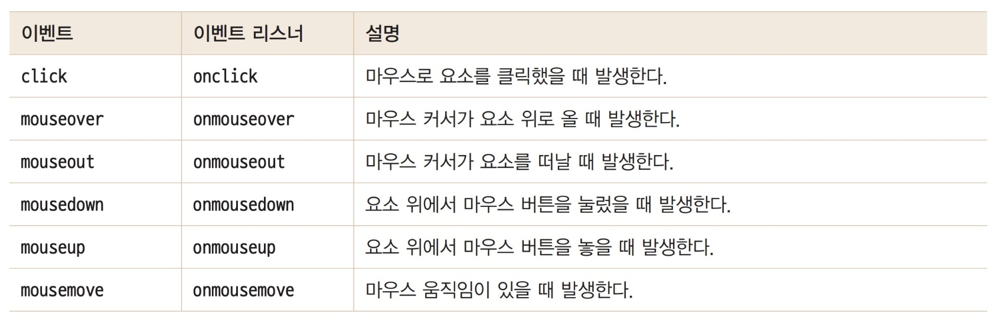 이벤트 이벤트 리스너 설명
click onclick 마우스로 요소를 클릭했을 때 발생한다.
mouseover onmouseover 마우스 커서가 요소 위로 올 때 발생한다.
mouseout onmouseout 마우스 커서가 요소를 떠날 때 발생한다.
mousedown onmousedown 요소 위에서 마우스 버튼을 눌렀을 때 발생한다.
mouseup onmouseup 요소 위에서 마우스 버튼을 놓을 때 발생한다.
mousemove onmousemove 마우스 움직임이 있을 때 발생한다.